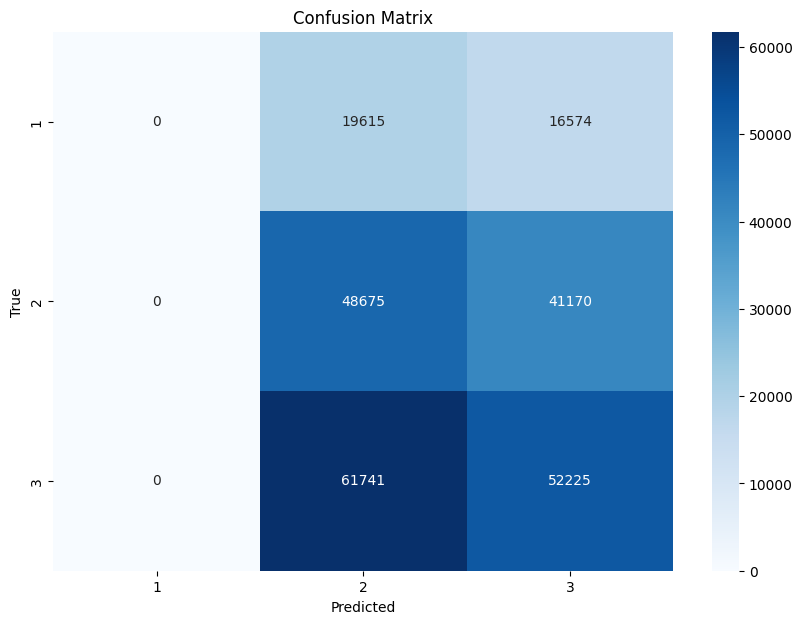 Confusion Matrix
1 0 19615 16574
2 0 48675 41170
3 0 61741 52225
1 2 3
Predicted
True
60000
50000
40000
30000
20000
10000
0